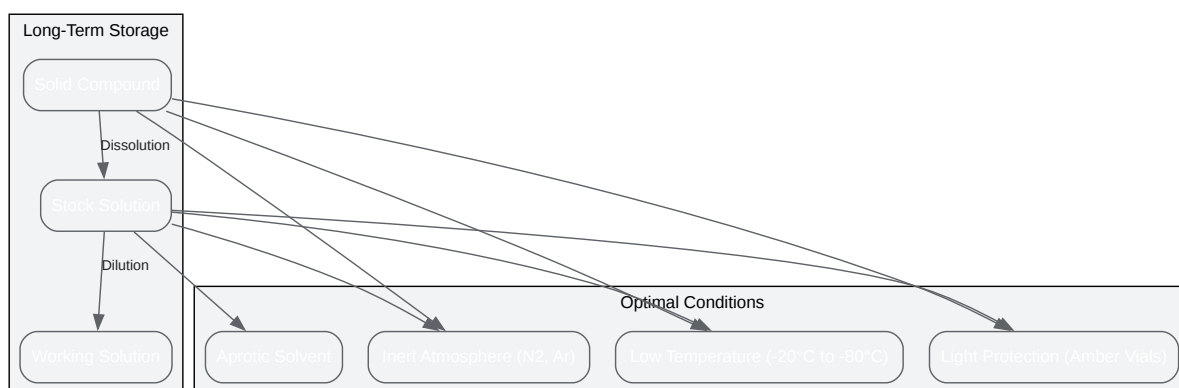 Long-Term Storage
Solid Compound
Dissolution
Stock Solution
Dilution
Optimal Conditions
Working Solution
Aprotic Solvent
Inert Atmosphere (N2, Ar)
Low Temperature (-20°C to -80°C)
Light Protection (Amber Vials)